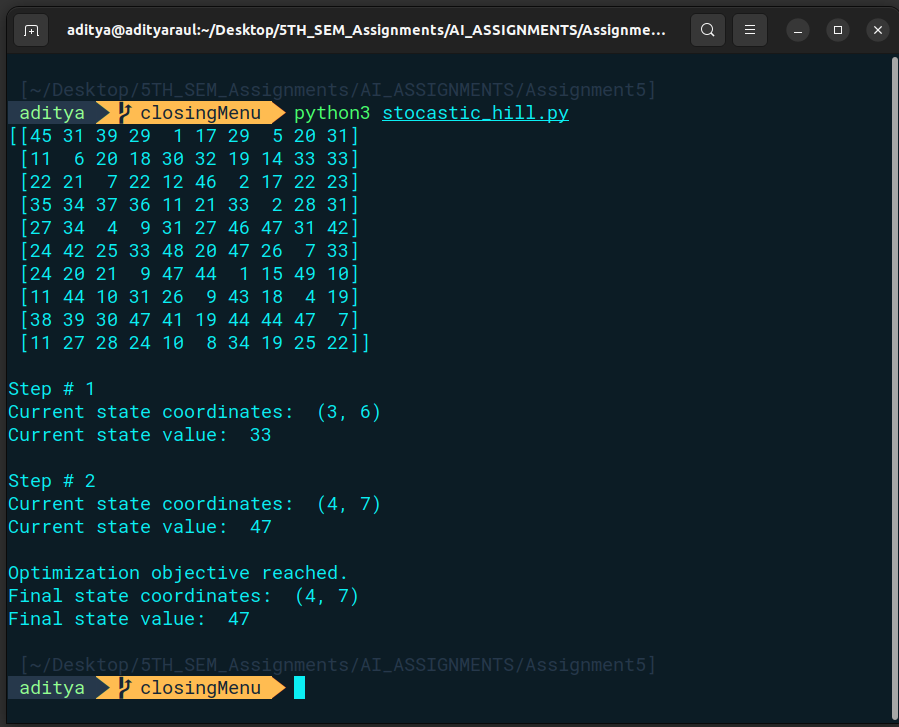 aditya@adityaraul:~/Desktop/5TH_SEM_Assignments/AI_ASSIGNMENTS/Assignme...
[~/Desktop/5TH_SEM_Assignments/AI_ASSIGNMENTS/Assignment5]
aditya closingMenu python3 stocastic_hill.py
[[45 31 39 29  1 17 29  5 20 31]
 [11  6 20 18 30 32 19 14 33 33]
 [22 21  7 22 12 46  2 17 22 23]
 [35 34 37 36 11 21 33  2 28 31]
 [27 34  4  9 31 27 46 47 31 42]
 [24 42 25 33 48 20 47 26  7 33]
 [24 20 21  9 47 44  1 15 49 10]
 [11 44 10 31 26  9 43 18  4 19]
 [38 39 30 47 41 19 44 44 47  7]
 [11 27 28 24 10  8 34 19 25 22]]
Step # 1
Current state coordinates:  (3, 6)
Current state value:  33
Step # 2
Current state coordinates:  (4, 7)
Current state value:  47
Optimization objective reached.
Final state coordinates:  (4, 7)
Final state value:  47
[~/Desktop/5TH_SEM_Assignments/AI_ASSIGNMENTS/Assignment5]
aditya closingMenu